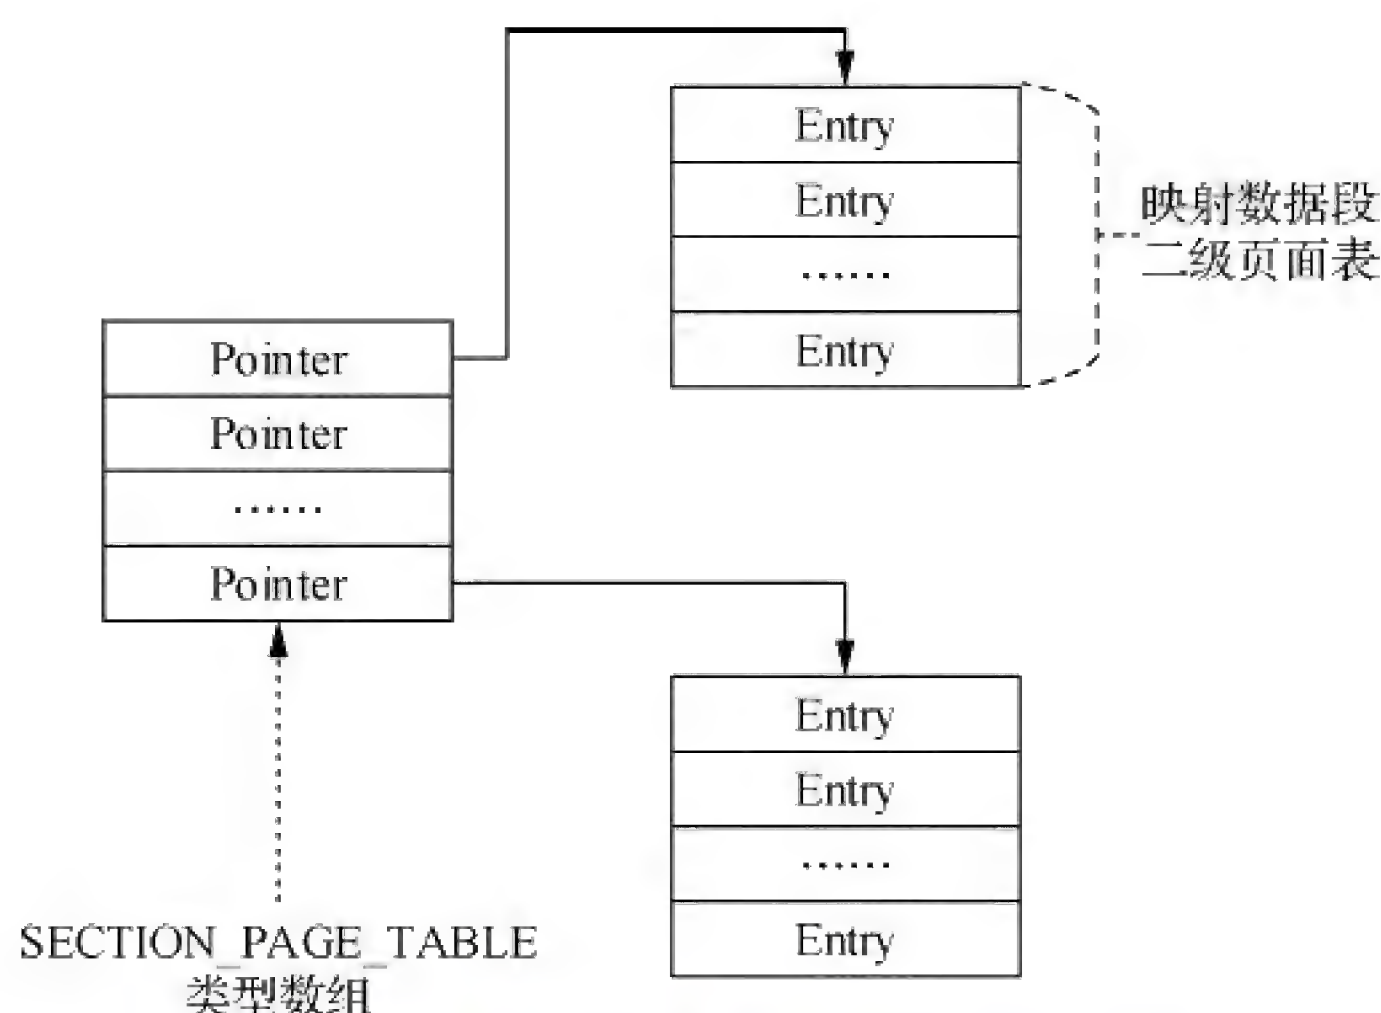 Entry
Entry
……
Entry
映射数据段
二级页面表
Pointer
Pointer
……
Pointer
Entry
Entry
……
Entry
SECTION_PAGE_TABLE
类型数组